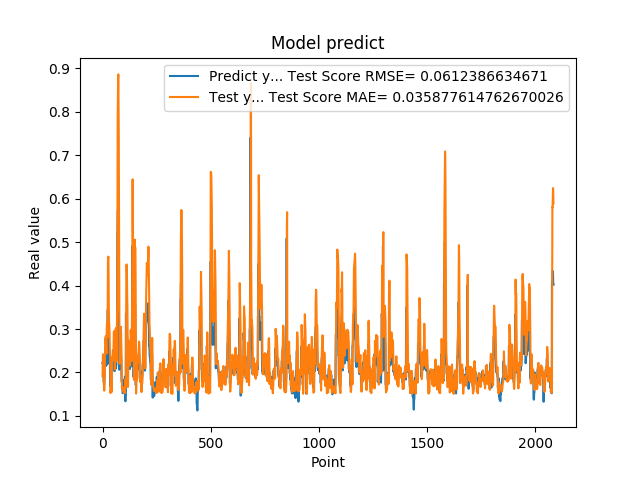 Model predict
Predict y... Test Score RMSE= 0.0612386634671
Test y... Test Score MAE= 0.035877614762670026
Real value
0.9
0.8
0.7
0.6
0.5
0.4
0.3
0.2
0.1
0
500
1000
1500
2000
Point